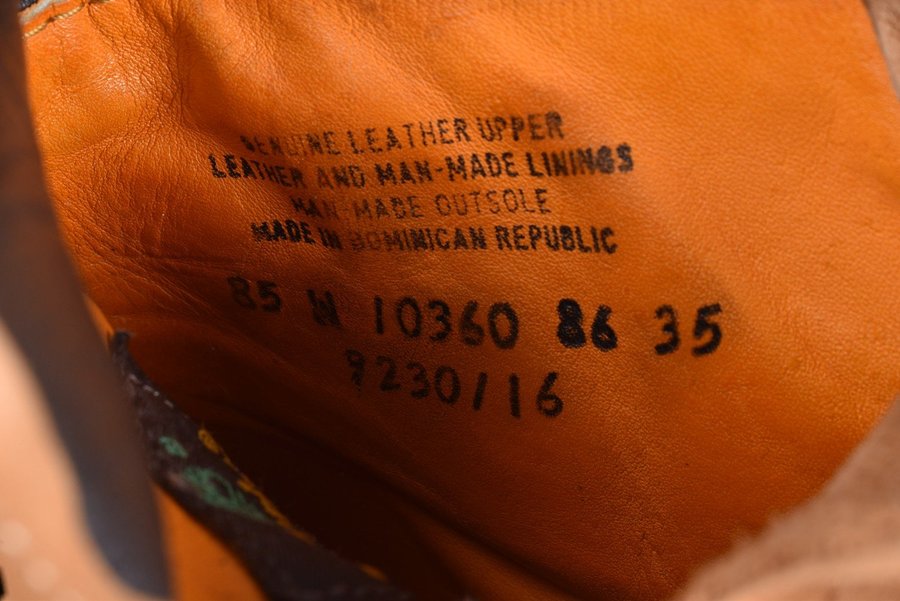 GENUINE LEATHER UPPER
LEATHER AND MAN-MADE LININGS
MAN-MADE OUTSOLE
MADE IN DOMINICAN REPUBLIC
85 N 10360 86 35
9230/16